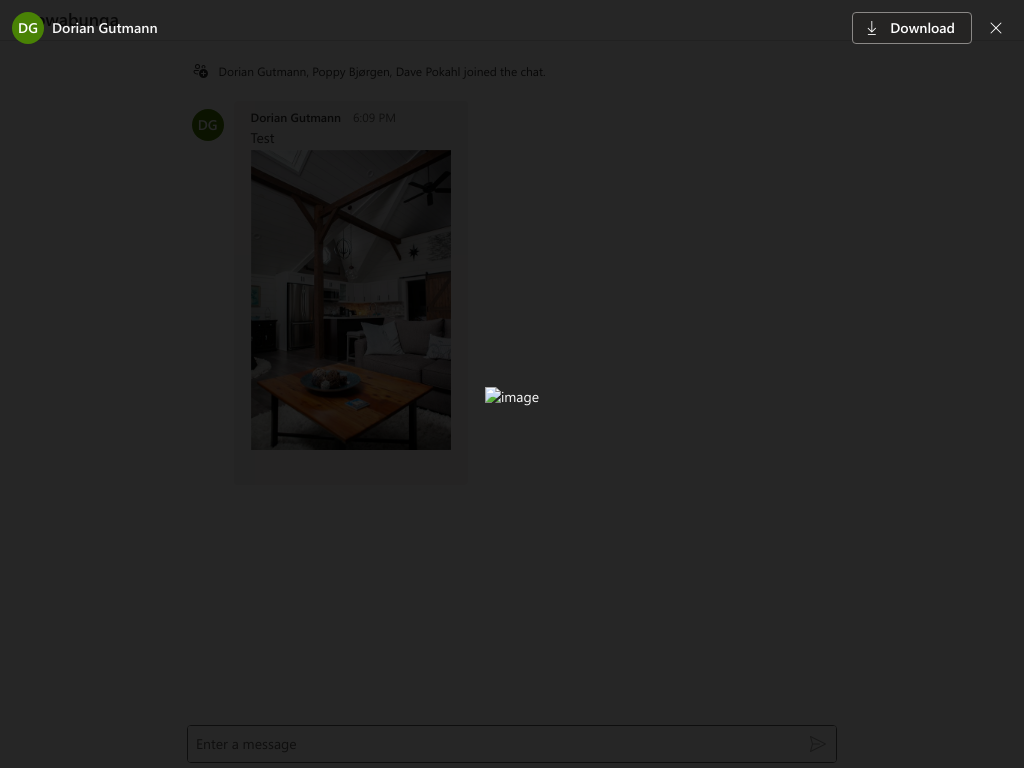 DG Dorian Gutmann
Download
Dorian Gutmann, Poppy Bjørgen, Dave Pokahl joined the chat.
DG
Dorian Gutmann 6:09 PM
Test
image
Enter a message